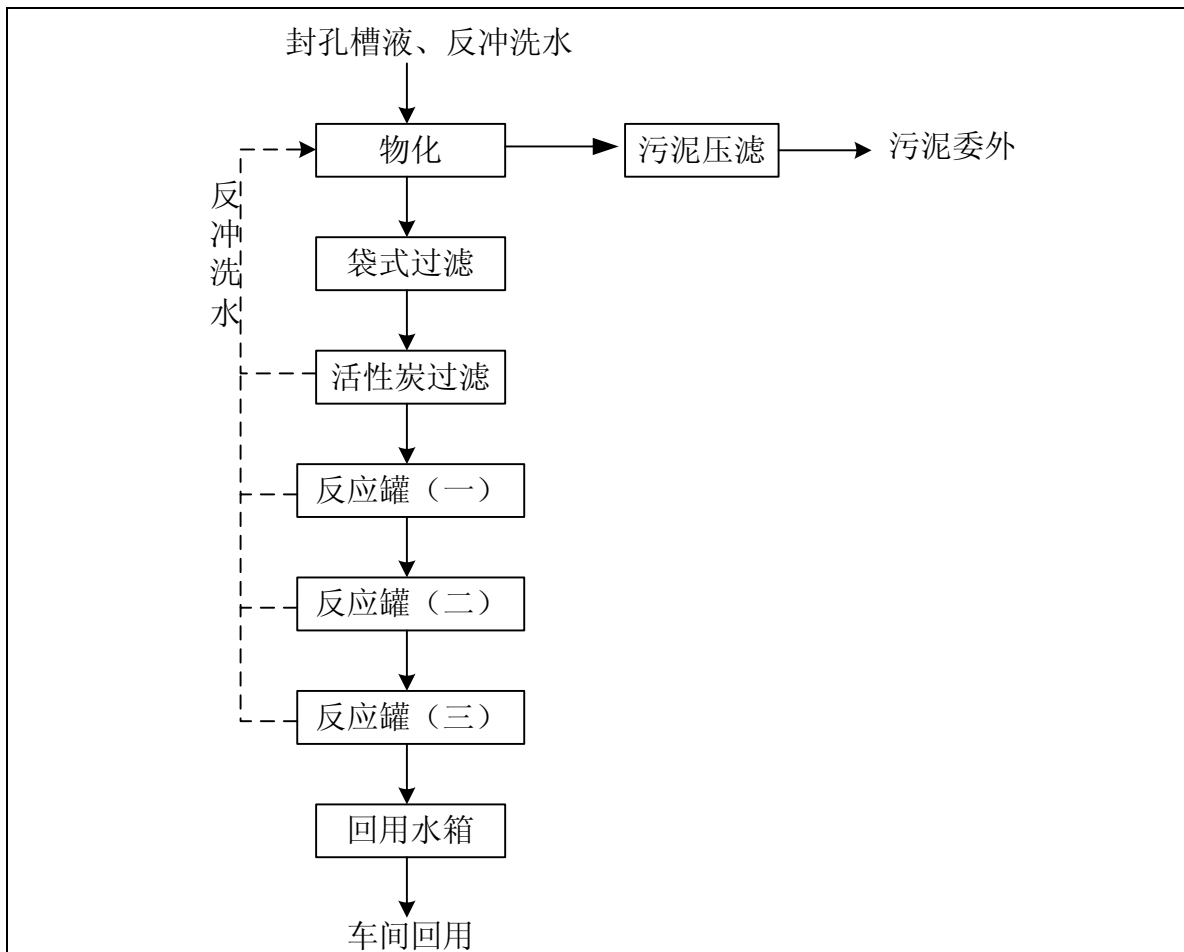 封孔槽液、反冲洗水
物化
污泥压滤
污泥委外
反冲洗水
袋式过滤
活性炭过滤
反应罐（一）
反应罐（二）
反应罐（三）
回用水箱
车间回用